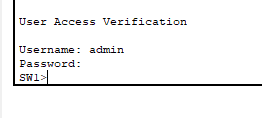 User Access Verification
Username: admin
Password:
SW1>